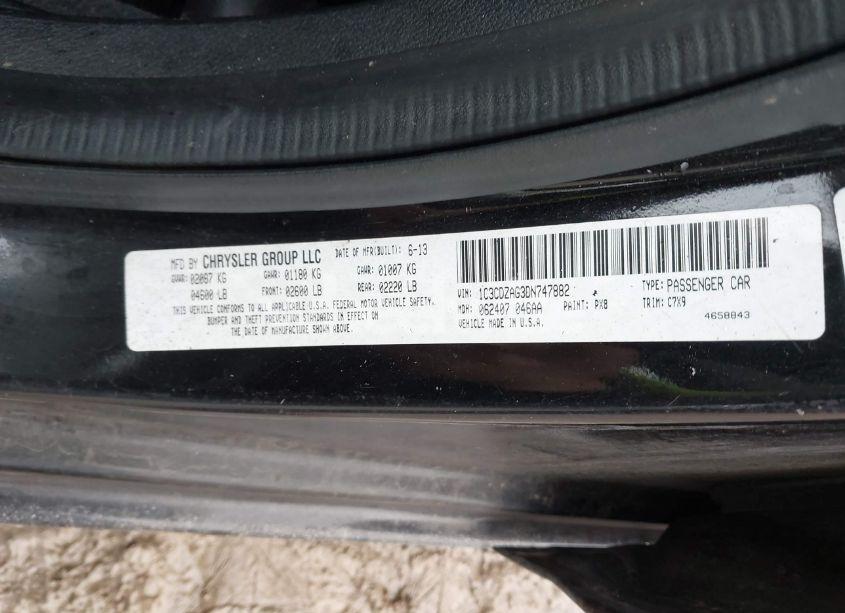 MFD BY CHRYSLER GROUP LLC DATE OF MFR(BUILT): 6-13
GVWR: 02087 KG GAWR: 01180 KG GAWR: 01007 KG
04600 LB FRONT: 02600 LB REAR: 02220 LB
THIS VEHICLE CONFORMS TO ALL APPLICABLE U.S.A. FEDERAL MOTOR VEHICLE SAFETY,
BUMPER AND THEFT PREVENTION STANDARDS IN EFFECT ON
THE DATE OF MANUFACTURE SHOWN ABOVE.
VIN: 1C3CDZAG3DN747882 TYPE: PASSENGER CAR
MDH: 062407 046AA PAINT: PX8 TRIM: C7X9
VEHICLE MADE IN U.S.A. 4658843